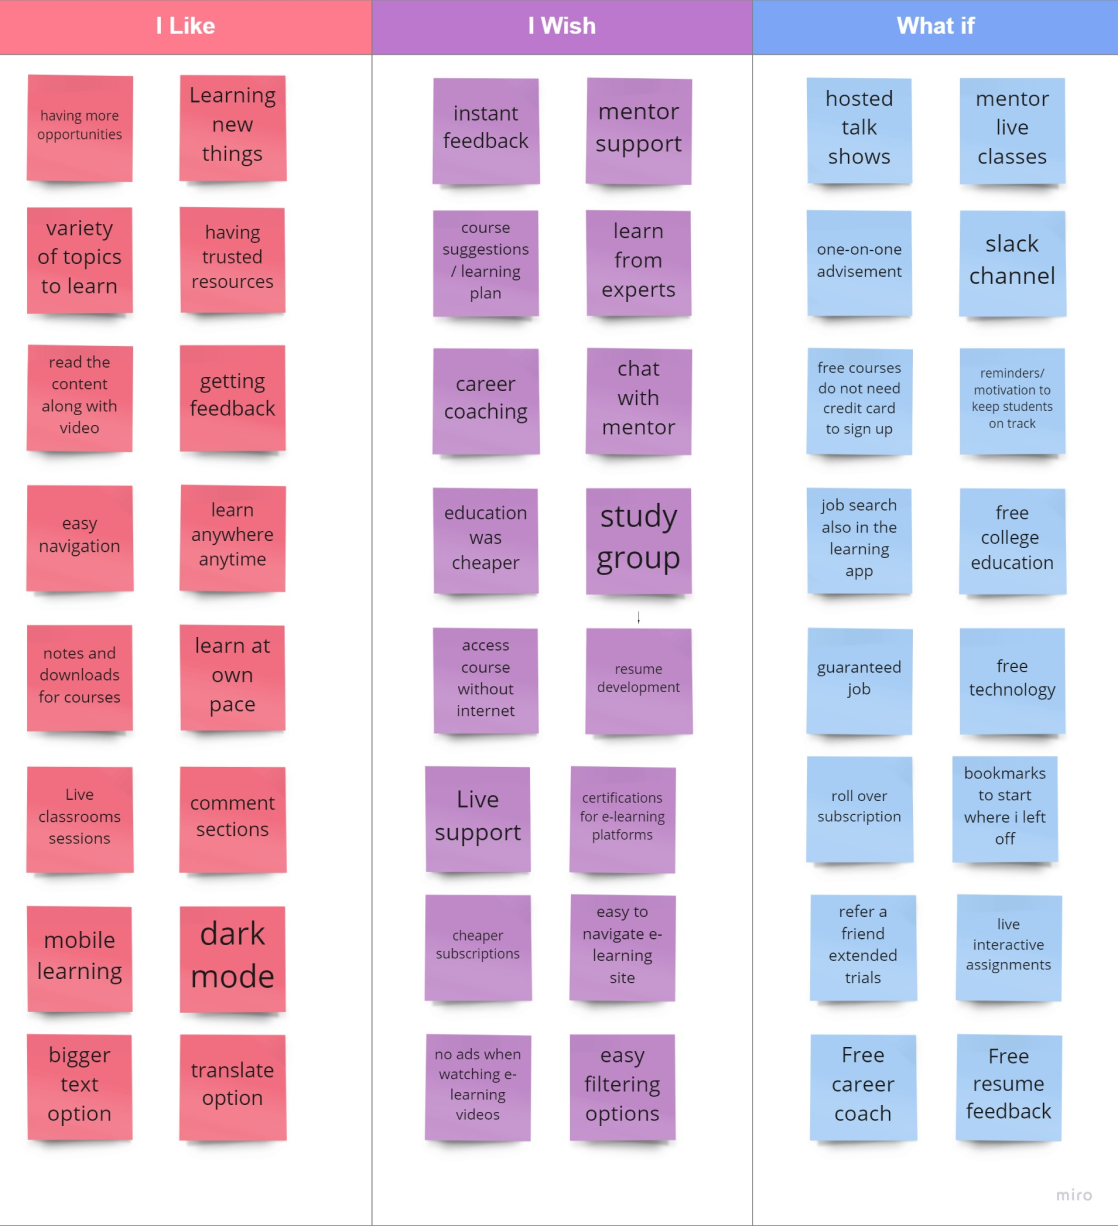 I Like
I Wish
What if
having more
opportunities
Learning
new
things
instant
feedback
mentor
support
hosted
talk
shows
mentor
live
classes
variety
of topics
to learn
having
trusted
resources
course
suggestions
/ learning
plan
learn
from
experts
one-on-one
advisement
slack
channel
read the
content
along with
video
getting
feedback
career
coaching
chat
with
mentor
free courses
do not need
credit card
to sign up
reminders/
motivation to
keep students
on track
easy
navigation
learn
anywhere
anytime
education
was
cheaper
study
group
job search
also in the
learning
app
free
college
education
notes and
downloads
for courses
learn at
own
pace
access
course
without
internet
resume
development
guaranteed
job
free
technology
Live
classrooms
sessions
comment
sections
Live
support
certifications
for e-learning
platforms
roll over
subscription
bookmarks
to start
where i left
off
mobile
learning
dark
mode
cheaper
subscriptions
easy to
navigate e-
learning
site
refer a
friend
extended
trials
live
interactive
assignments
bigger
text
option
translate
option
no ads when
watching e-
learning
videos
easy
filtering
options
Free
career
coach
Free
resume
feedback
miro